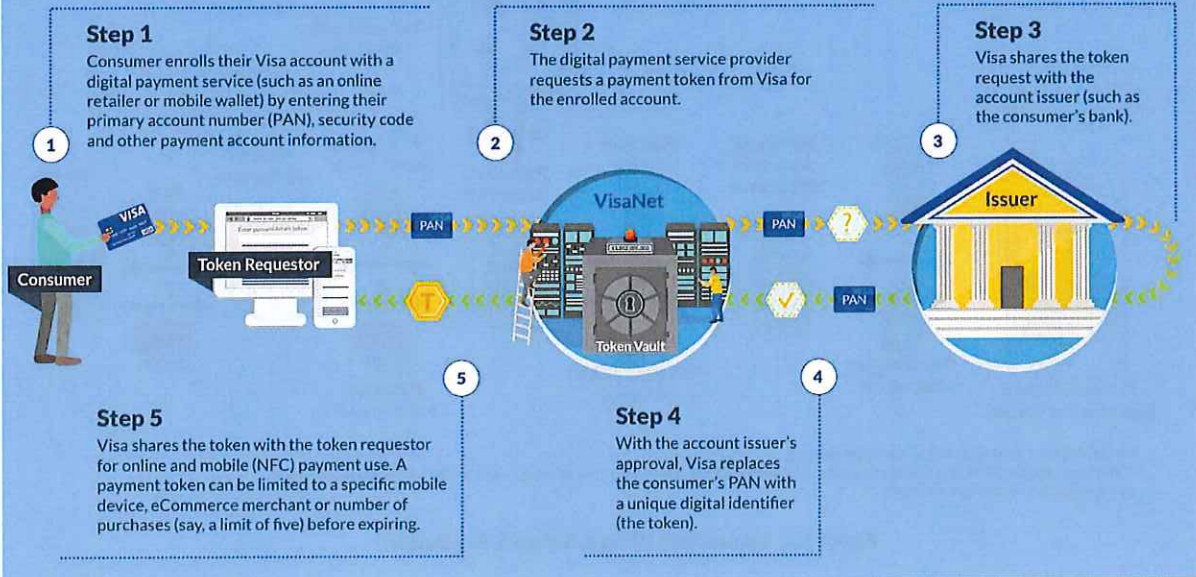 Step 1
Consumer enrolls their Visa account with a
digital payment service (such as an online
retailer or mobile wallet) by entering their
primary account number (PAN), security code
and other payment account information.
Step 2
The digital payment service provider
requests a payment token from Visa for
the enrolled account.
Step 3
Visa shares the token
request with the
account issuer (such as
the consumer's bank).
1
2
3
Consumer
VISA
Token Requestor
PAN
T
VisaNet
Token Vault
PAN
?
PAN
Issuer
5
4
Step 5
Visa shares the token with the token requestor
for online and mobile (NFC) payment use. A
payment token can be limited to a specific mobile
device, eCommerce merchant or number of
purchases (say, a limit of five) before expiring.
Step 4
With the account issuer's
approval, Visa replaces
the consumer's PAN with
a unique digital identifier
(the token).